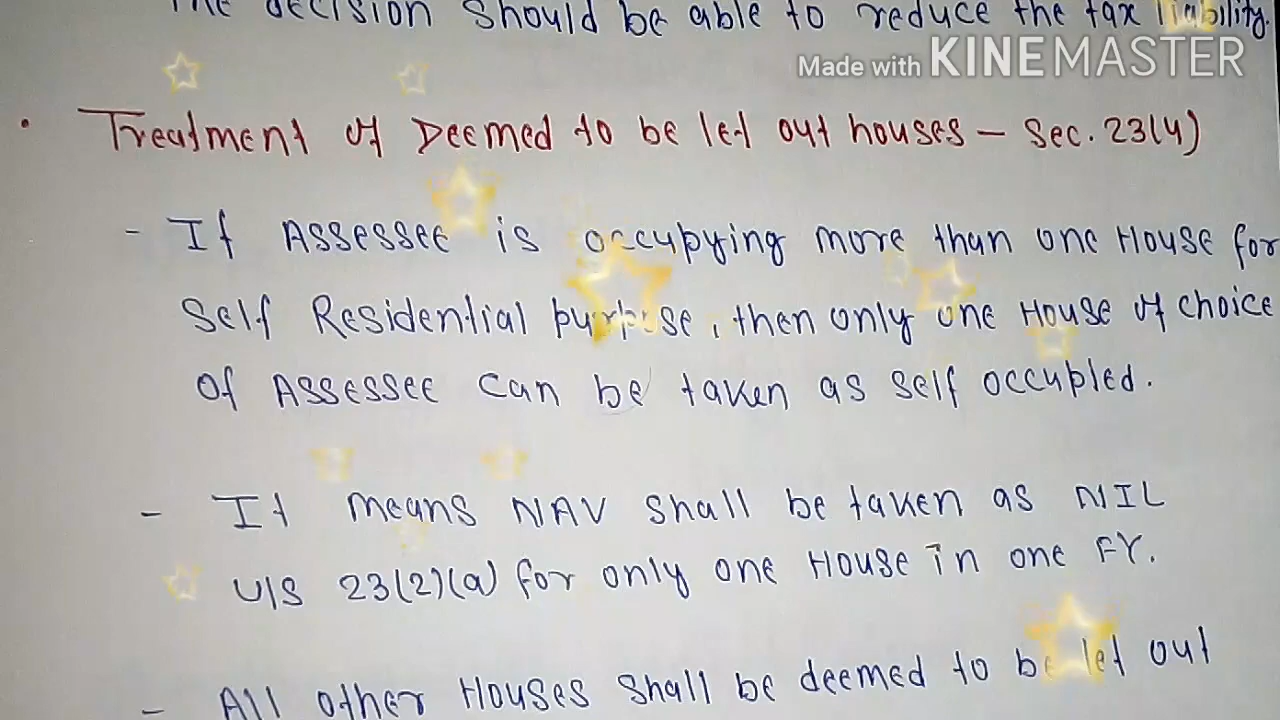 The decision should be able to reduce the tax liability.
Made with KINEMASTER
• Treatment of Deemed to be let out houses – Sec. 23(4)
- If Assessee is occupying more than one House for
Self Residential purpose, then only one House of choice
of Assessee can be taken as self occupied.
- It means NAV shall be taken as NIL
u/s 23(2)(a) for only one House in one FY.
- All other Houses shall be deemed to be let out